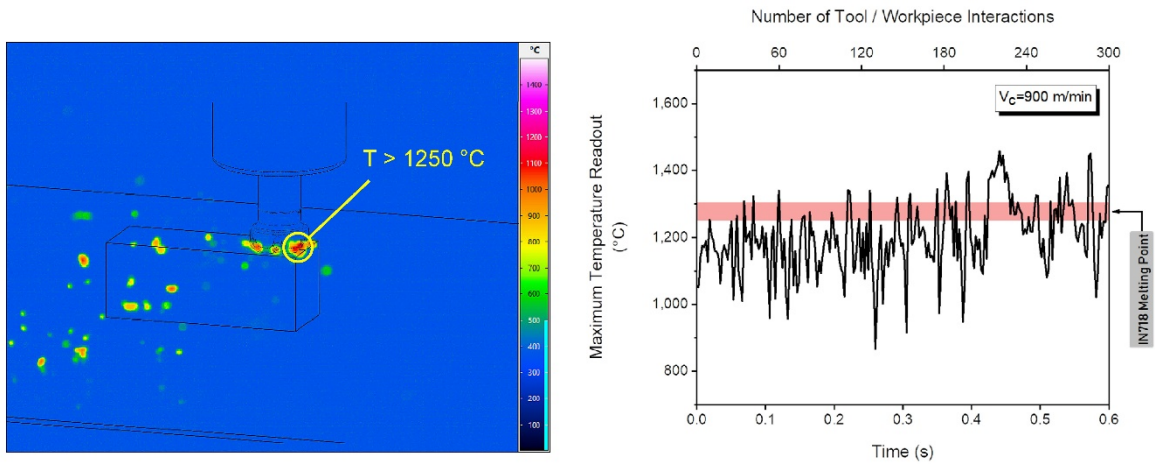 °C
1400
1300
1200
1100
1000
900
800
700
600
500
400
300
200
100
T > 1250 °C
Number of Tool / Workpiece Interactions
0 60 120 180 240 300
Vc=900 m/min
1,600
1,400
1,200
1,000
800
Maximum Temperature Readout
(°C)
0.0 0.1 0.2 0.3 0.4 0.5 0.6
Time (s)
IN718 Melting Point